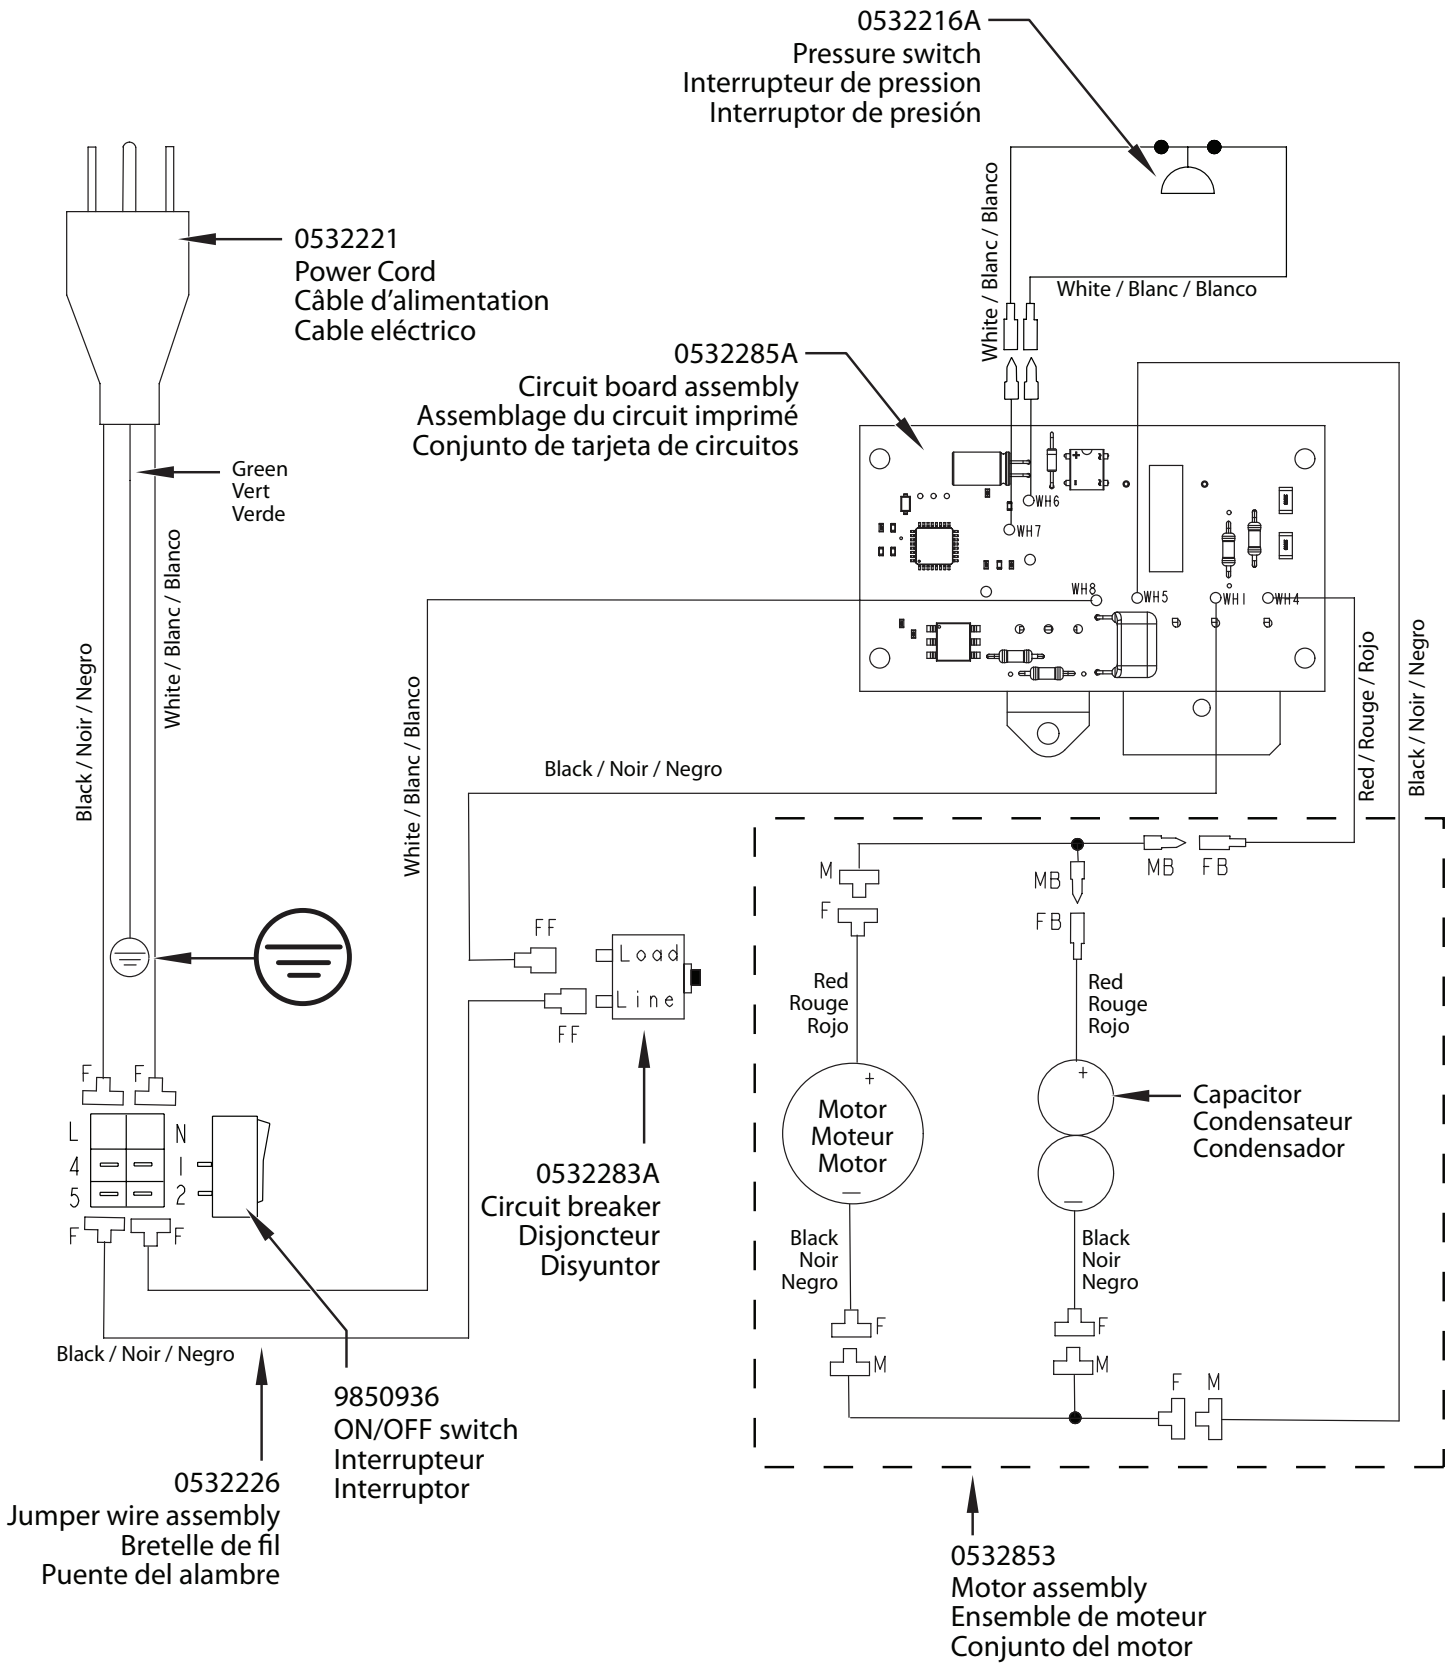 0532216A
Pressure switch
Interrupteur de pression
Interruptor de presión
White / Blanc / Blanco
White / Blanc / Blanco
0532221
Power Cord
Câble d'alimentation
Cable eléctrico
0532285A
Circuit board assembly
Assemblage du circuit imprimé
Conjunto de tarjeta de circuitos
Green
Vert
Verde
WH6
WH7
WH8
WH5
WH1
WH4
Black / Noir / Negro
White / Blanc / Blanco
White / Blanc / Blanco
Red / Rouge / Rojo
Black / Noir / Negro
Black / Noir / Negro
MB
FB
M
F
MB
FB
FF
Load
Line
FF
Red
Rouge
Rojo
Red
Rouge
Rojo
F
F
L
N
4
1
5
2
F
F
+
Motor
Moteur
Motor
—
+
—
Capacitor
Condensateur
Condensador
0532283A
Circuit breaker
Disjoncteur
Disyuntor
Black
Noir
Negro
Black
Noir
Negro
F
M
F
M
F
M
Black / Noir / Negro
9850936
ON/OFF switch
Interrupteur
Interruptor
0532226
Jumper wire assembly
Bretelle de fil
Puente del alambre
0532853
Motor assembly
Ensemble de moteur
Conjunto del motor